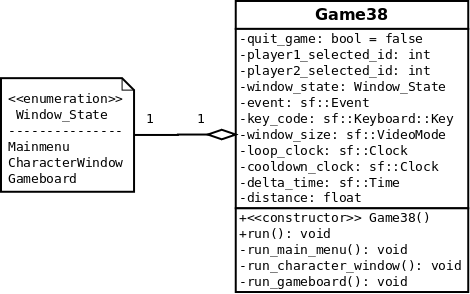 <<enumeration>>
Window_State
---------------
Mainmenu
CharacterWindow
Gameboard
1
1
Game38
-quit_game: bool = false
-player1_selected_id: int
-player2_selected_id: int
-window_state: Window_State
-event: sf::Event
-key_code: sf::Keyboard::Key
-window_size: sf::VideoMode
-loop_clock: sf::Clock
-cooldown_clock: sf::Clock
-delta_time: sf::Time
-distance: float
+<<constructor>> Game38()
+run(): void
-run_main_menu(): void
-run_character_window(): void
-run_gameboard(): void